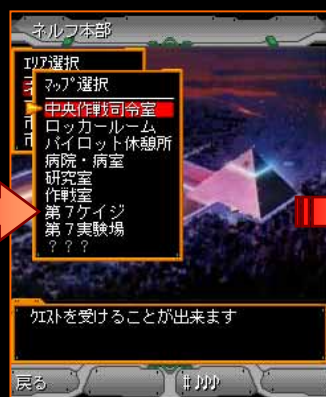 ネルフ本部
ｴﾘｱ選択
ﾏｯﾌﾟ選択
中央作戦司令室
ロッカールーム
パイロット休憩所
病院・病室
研究室
作戦室
第7ケイジ
第7実験場
???
ｸｴｽﾄを受けることが出来ます
戻る
#♪♪♪